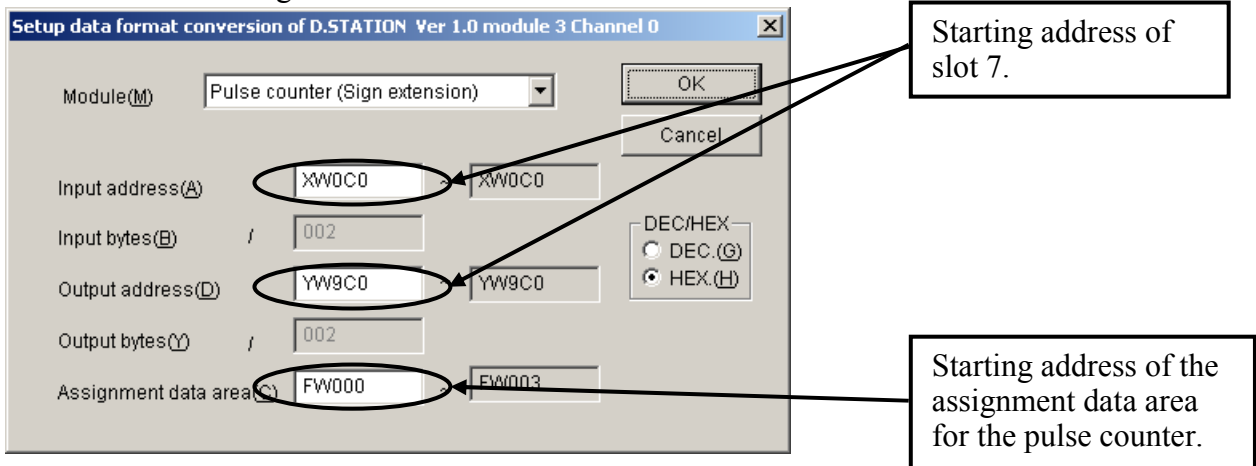 Setup data format conversion of D.STATION Ver 1.0 module 3 Channel 0
Starting address of
slot 7.
Module(M)
Pulse counter (Sign extension)
OK
Cancel
Input address(A)
XW0C0 ~ XW0C0
Input bytes(B) / 002
DEC/HEX
DEC.(G)
HEX.(H)
Output address(D)
YW9C0 ~ YW9C0
Output bytes(Y) / 002
Assignment data area(C)
FW000 ~ FW003
Starting address of the
assignment data area
for the pulse counter.